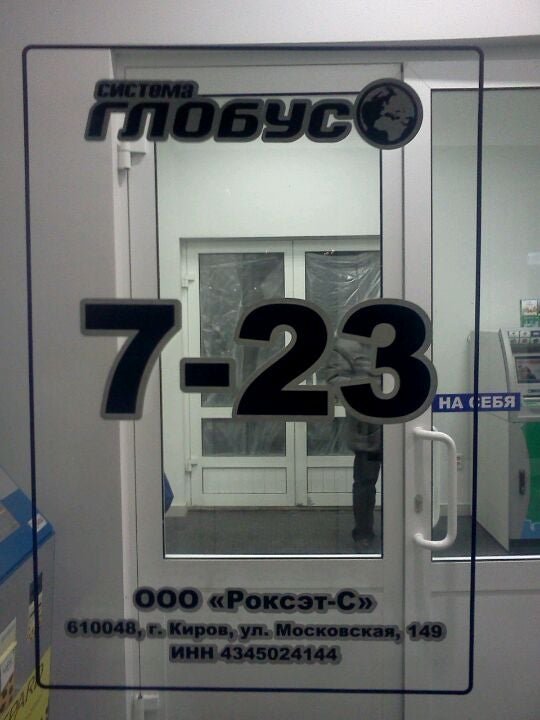 система
ГЛОБУС
7-23
НА СЕБЯ
ООО «Роксэт-С»
610048, г. Киров, ул. Московская, 149
ИНН 4345024144